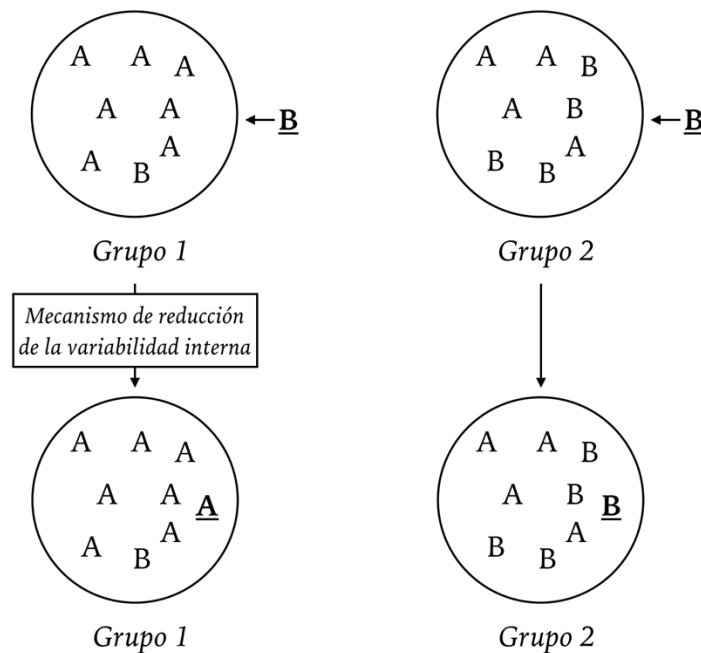 A A A
A A
A A
B
B
Grupo 1
A A B
A B
B A
B
B
Grupo 2
Mecanismo de reducción
de la variabilidad interna
A A A
A A A
A A
B
Grupo 1
A A B
A B B
B A
B
Grupo 2